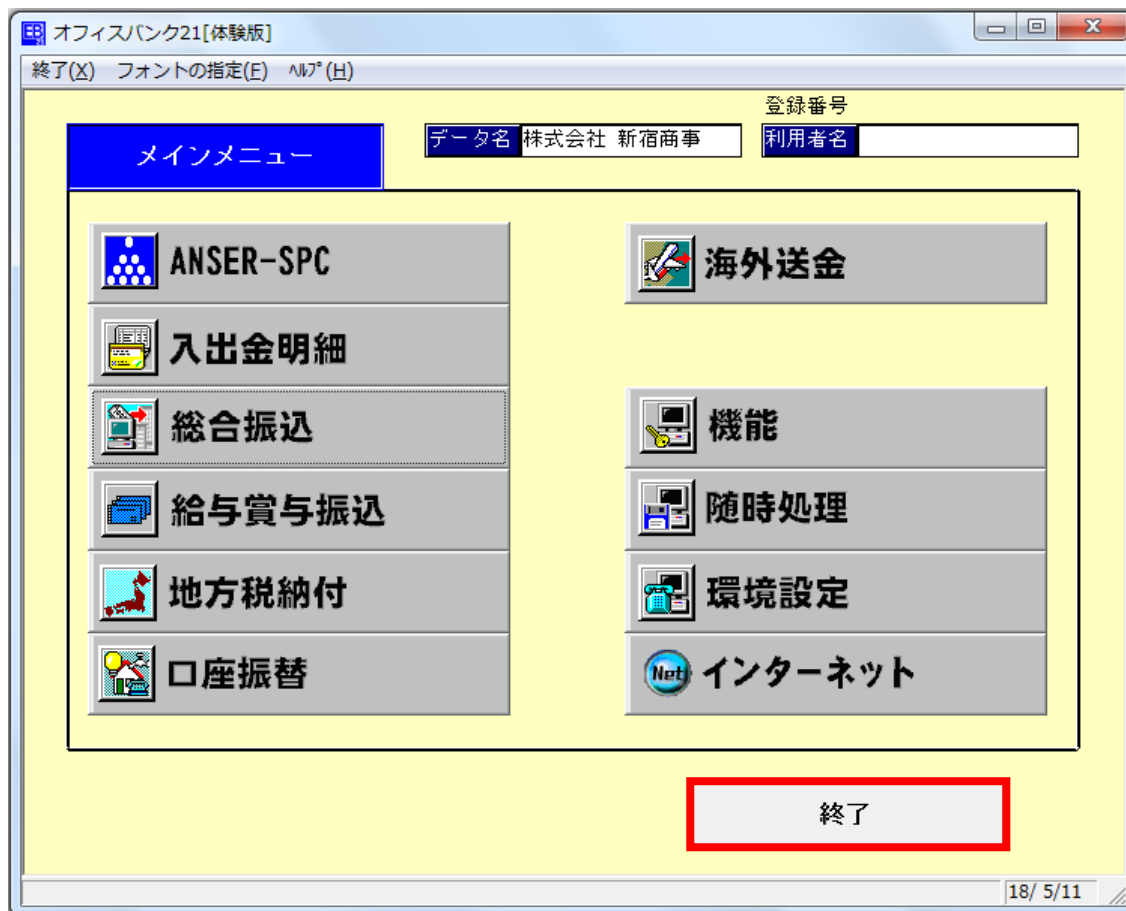 オフィスバンク21[体験版]
終了(X) フォントの指定(F) ﾍﾙﾌﾟ(H)
登録番号
メインメニュー
データ名 株式会社 新宿商事 利用者名
ANSER-SPC
入出金明細
総合振込
給与賞与振込
地方税納付
口座振替
海外送金
機能
随時処理
環境設定
Net インターネット
終了
18/ 5/11